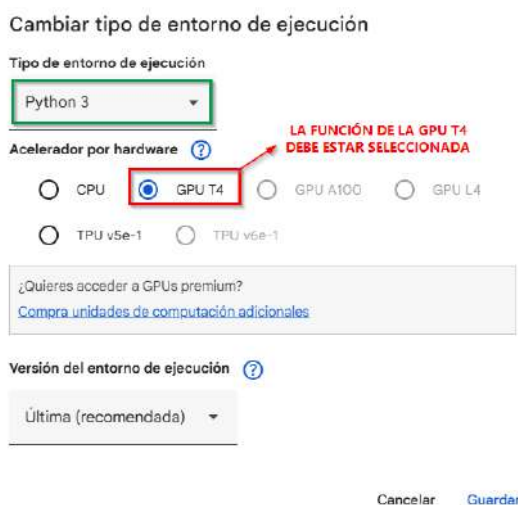 Cambiar tipo de entorno de ejecución
Tipo de entorno de ejecución
Python 3
LA FUNCIÓN DE LA GPU T4
DEBE ESTAR SELECCIONADA
Acelerador por hardware
CPU GPU T4 GPU A100 GPU L4
TPU v5e-1 TPU v6e-1
¿Quieres acceder a GPUs premium?
Compra unidades de computación adicionales
Versión del entorno de ejecución
Última (recomendada)
Cancelar Guardar